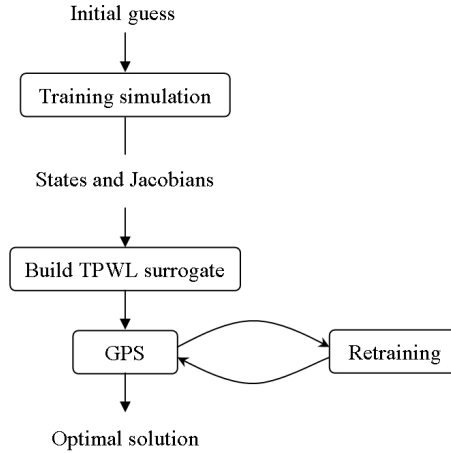 Initial guess
Training simulation
States and Jacobians
Build TPWL surrogate
GPS
Retraining
Optimal solution